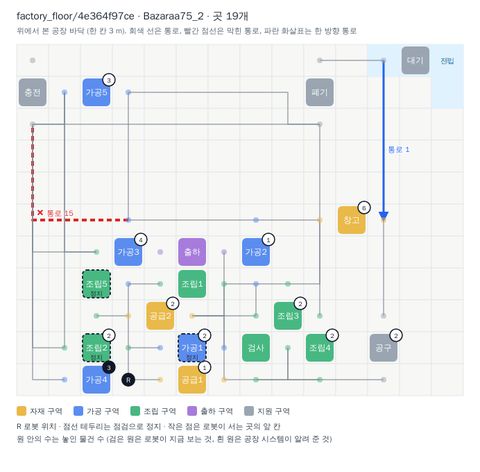 factory_floor/4e364f97ce · Bazaraa75_2 · 곳 19개
위에서 본 공장 바닥 (한 칸 3 m). 회색 선은 통로, 빨간 점선은 막힌 통로, 파란 화살표는 한 방향 통로
대기
전입
3
충전
가공5
폐기
통로 1
6
✕ 통로 15
창고
4
1
가공3
출하
가공2
조립5
정지
조립1
2
2
공급2
조립3
2
2
2
2
조립2
정지
가공1
정지
검사
조립4
공구
3
1
가공4
R
공급1
자재 구역
가공 구역
조립 구역
출하 구역
지원 구역
R 로봇 위치 · 점선 테두리는 점검으로 정지 · 작은 점은 로봇이 서는 곳의 앞 칸
원 안의 수는 놓인 물건 수 (검은 원은 로봇이 지금 보는 것, 흰 원은 공장 시스템이 알려 준 것)